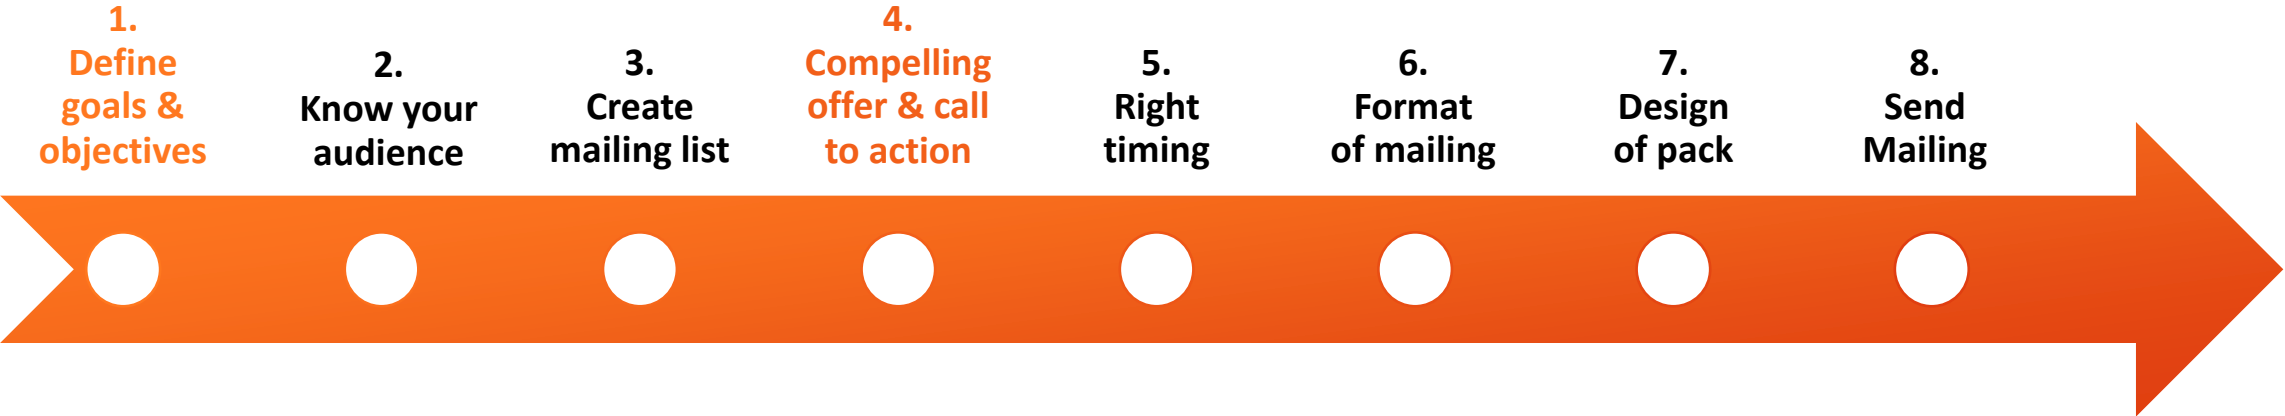 1.
Define
goals &
objectives
2.
Know your
audience
3.
Create
mailing list
4.
Compelling
offer & call
to action
5.
Right
timing
6.
Format
of mailing
7.
Design
of pack
8.
Send
Mailing